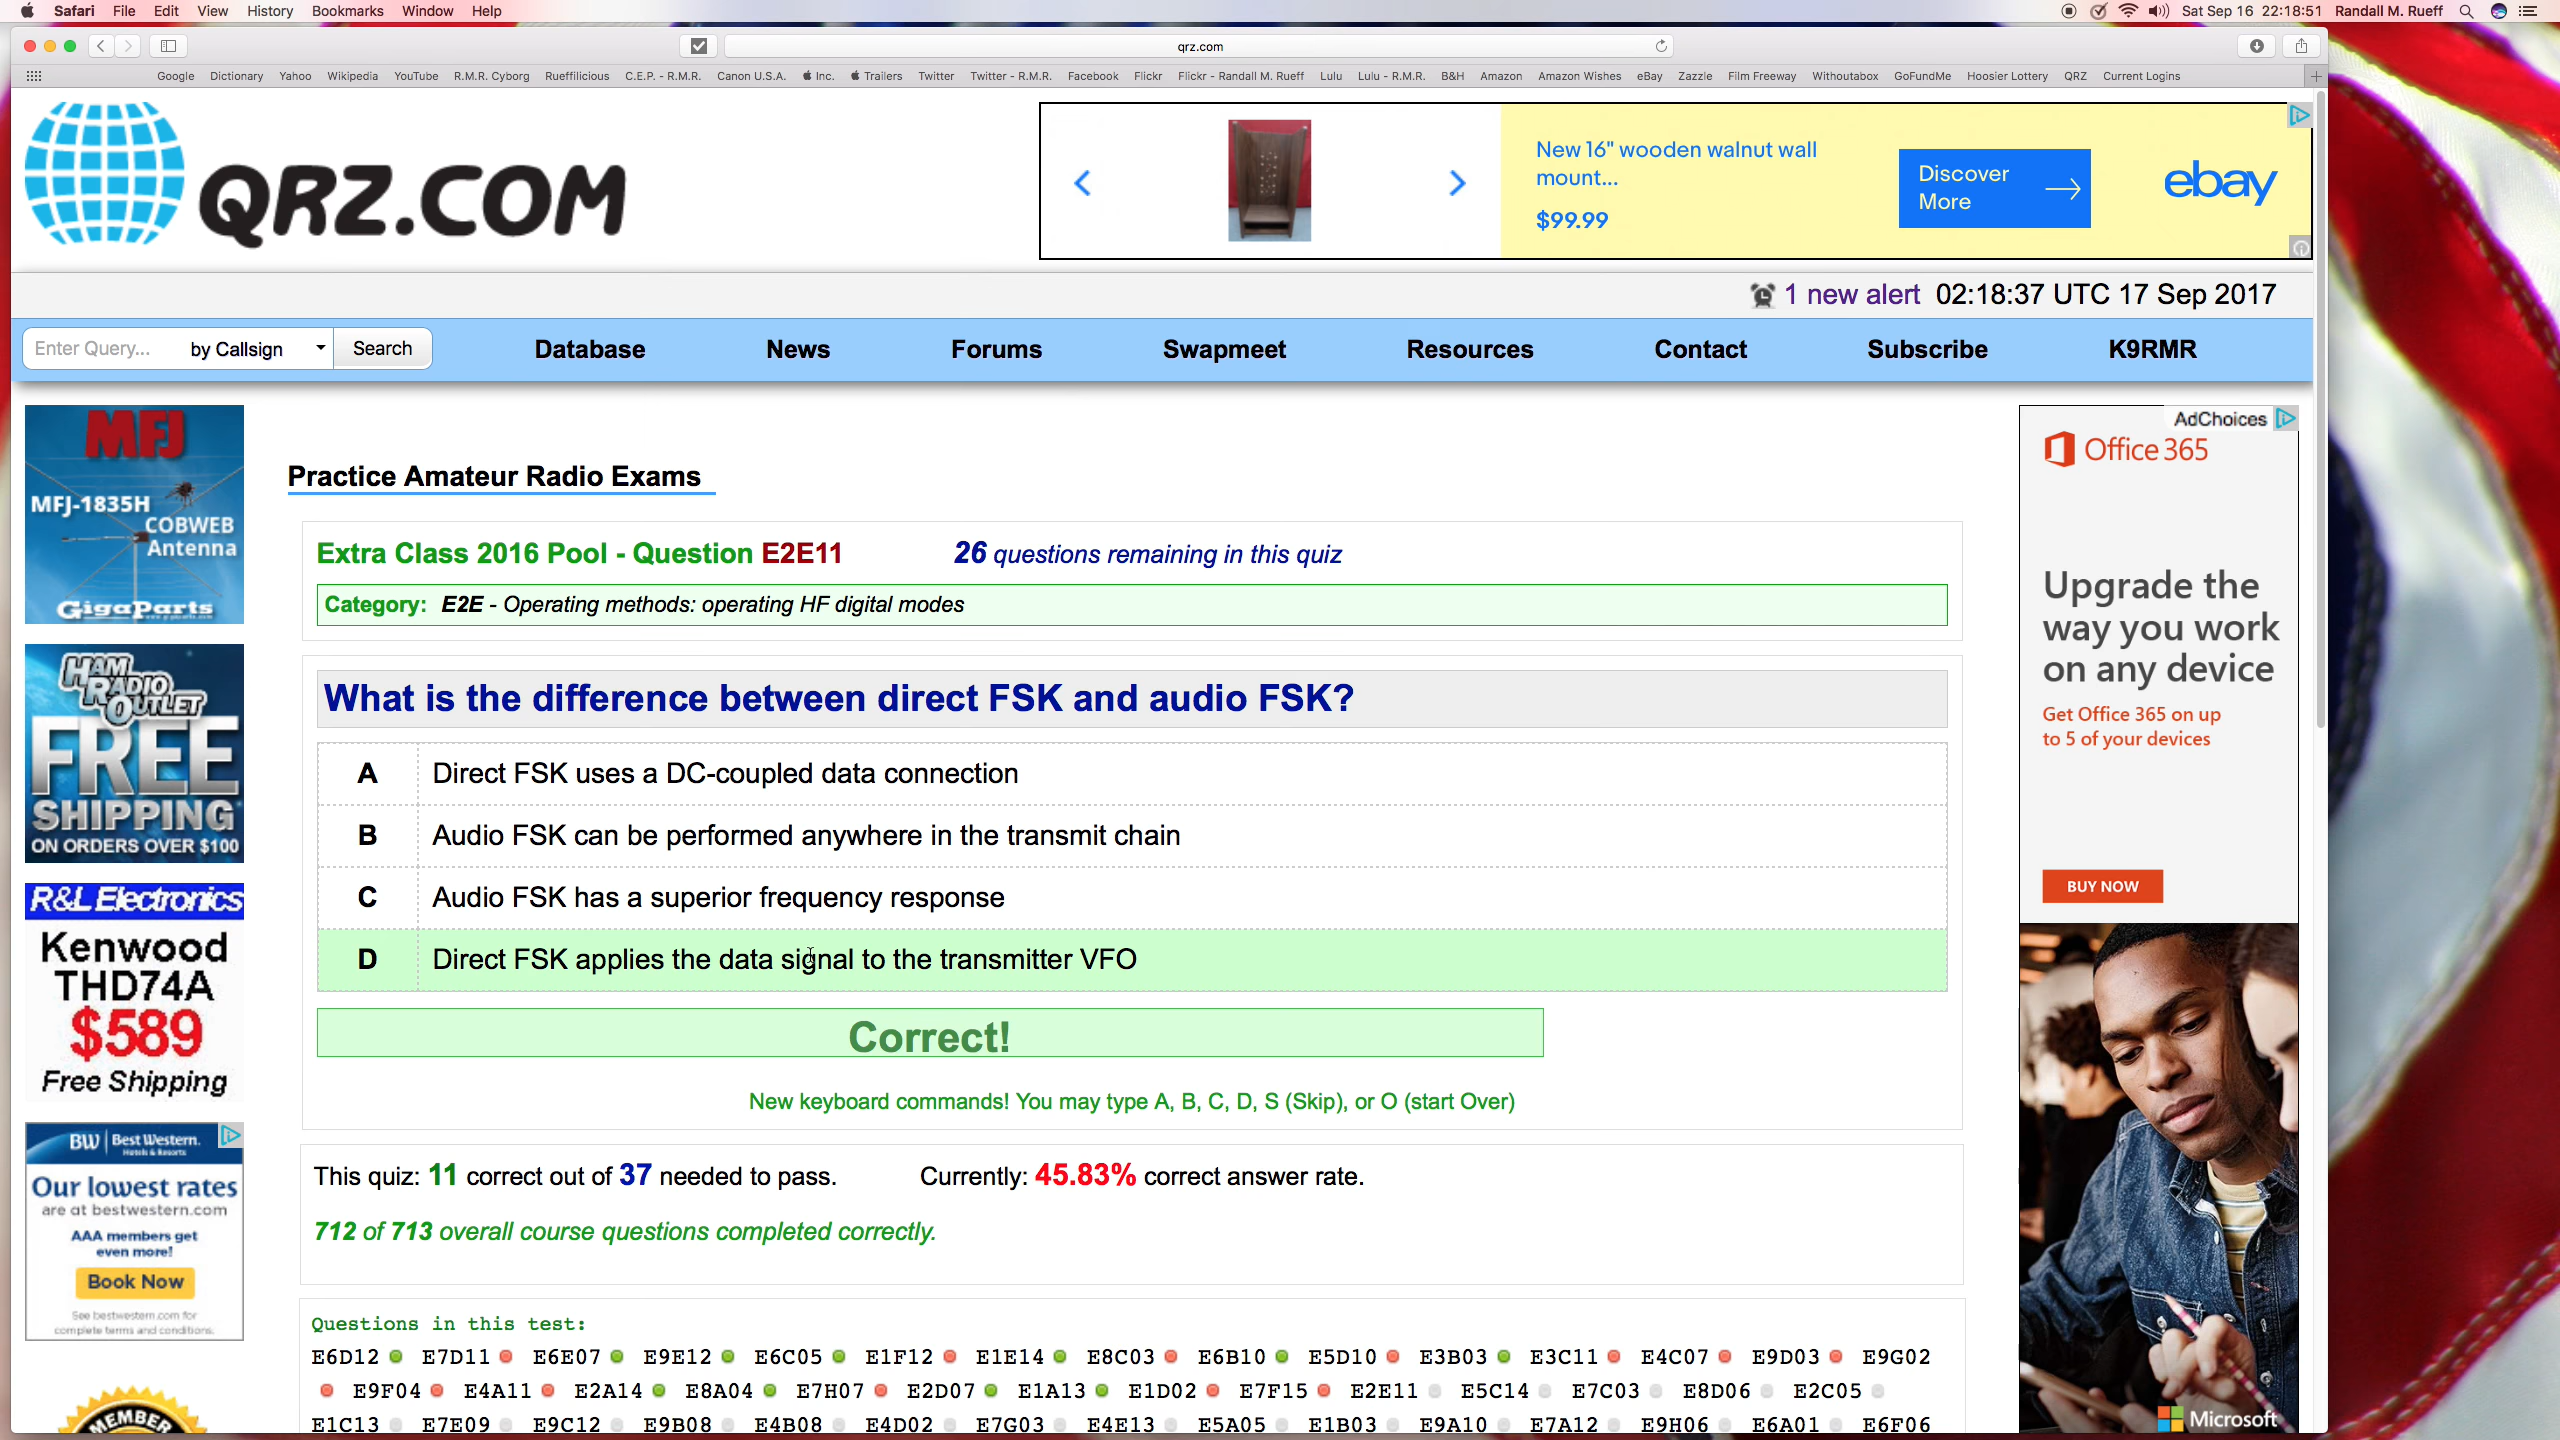 Safari File Edit View History Bookmarks Window Help
Sat Sep 16 22:18:51 Randall M. Rueff
qrz.com
Google Dictionary Yahoo Wikipedia YouTube R.M.R. Cyborg Rueffilicious C.E.P. - R.M.R. Canon U.S.A. Inc. Trailers Twitter Twitter - R.M.R. Facebook Flickr Flickr - Randall M. Rueff Lulu Lulu - R.M.R. B&H Amazon Amazon Wishes eBay Zazzle Film Freeway Withoutabox GoFundMe Hoosier Lottery QRZ Current Logins
QRZ.COM
New 16" wooden walnut wall
mount...
$99.99
Discover
More
ebay
1 new alert 02:18:37 UTC 17 Sep 2017
Enter Query... by Callsign Search Database News Forums Swapmeet Resources Contact Subscribe K9RMR
MFJ
MFJ-1835H
COBWEB
Antenna
GigaParts
HAM
RADIO
OUTLET
FREE
SHIPPING
ON ORDERS OVER $100
R&L Electronics
Kenwood
THD74A
$589
Free Shipping
BW Best Western.
Hotels & Resorts
Our lowest rates
are at bestwestern.com
AAA members get
even more!
Book Now
See bestwestern.com for
complete terms and conditions.
MEMBER
Practice Amateur Radio Exams
Extra Class 2016 Pool - Question E2E11 26 questions remaining in this quiz
Category: E2E - Operating methods: operating HF digital modes
What is the difference between direct FSK and audio FSK?
A Direct FSK uses a DC-coupled data connection
B Audio FSK can be performed anywhere in the transmit chain
C Audio FSK has a superior frequency response
D Direct FSK applies the data signal to the transmitter VFO
Correct!
New keyboard commands! You may type A, B, C, D, S (Skip), or O (start Over)
This quiz: 11 correct out of 37 needed to pass. Currently: 45.83% correct answer rate.
712 of 713 overall course questions completed correctly.
Questions in this test:
E6D12 E7D11 E6E07 E9E12 E6C05 E1F12 E1E14 E8C03 E6B10 E5D10 E3B03 E3C11 E4C07 E9D03 E9G02
E9F04 E4A11 E2A14 E8A04 E7H07 E2D07 E1A13 E1D02 E7F15 E2E11 E5C14 E7C03 E8D06 E2C05
E1C13 E7E09 E9C12 E9B08 E4B08 E4D02 E7G03 E4E13 E5A05 E1B03 E9A10 E7A12 E9H06 E6A01 E6F06
AdChoices
Office 365
Upgrade the
way you work
on any device
Get Office 365 on up
to 5 of your devices
BUY NOW
Microsoft